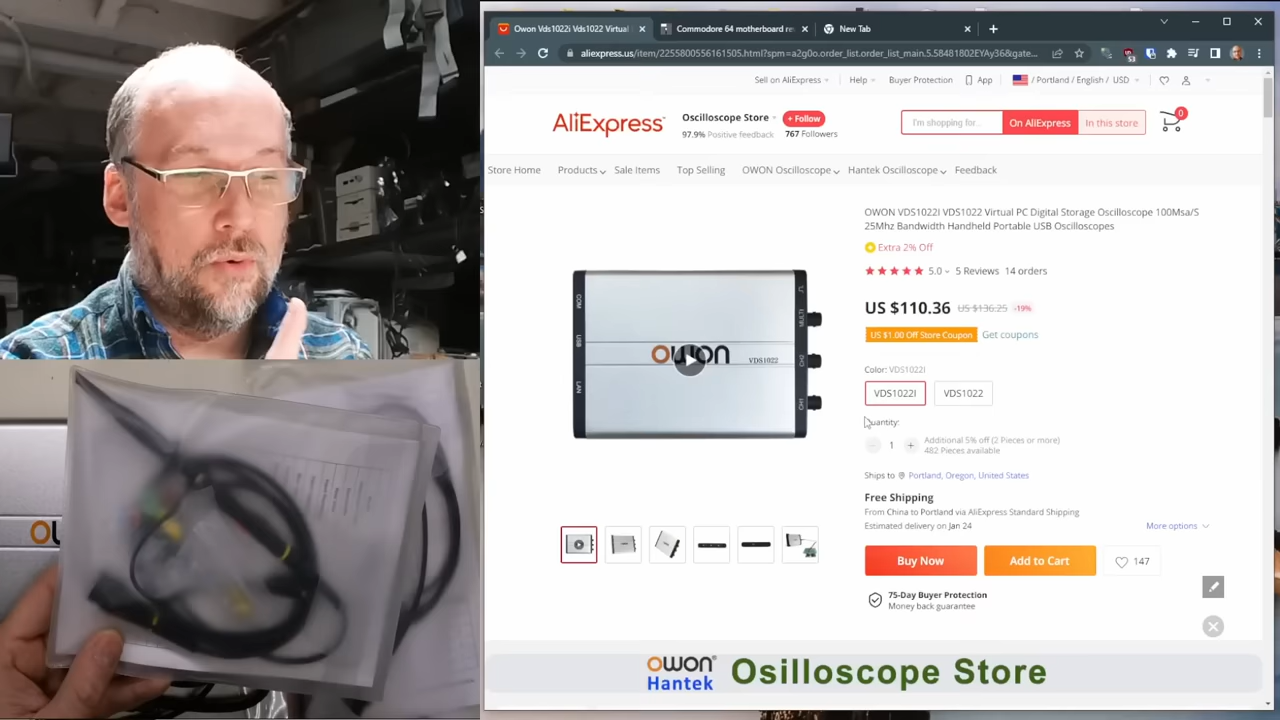 Owon Vds1022i Vds1022 Virtual
Commodore 64 motherboard re
New Tab
aliexpress.us/item/2255800556161505.html?spm=a2g0o.order_list.order_list_main.5.58481802EYAy36&gate...
53
Sell on AliExpress
Help
Buyer Protection
App
/ Portland / English / USD
AliExpress
Oscilloscope Store
+ Follow
97.9% Positive feedback
767 Followers
I'm shopping for...
On AliExpress
In this store
0
Store Home
Products
Sale Items
Top Selling
OWON Oscilloscope
Hantek Oscilloscope
Feedback
OWON VDS1022I VDS1022 Virtual PC Digital Storage Oscilloscope 100Msa/S
25Mhz Bandwidth Handheld Portable USB Oscilloscopes
Extra 2% Off
5.0
5 Reviews
14 orders
US $110.36
US $136.25
-19%
US $1.00 Off Store Coupon
Get coupons
Color: VDS1022I
VDS1022I
VDS1022
Quantity:
1
Additional 5% off (2 Pieces or more)
482 Pieces available
Ships to
Portland, Oregon, United States
Free Shipping
From China to Portland via AliExpress Standard Shipping
Estimated delivery on Jan 24
More options
Buy Now
Add to Cart
147
75-Day Buyer Protection
Money back guarantee
COM
USB
LAN
owon
VDS1022
MULTI
CH2
CH1
owon
Hantek
Osilloscope Store